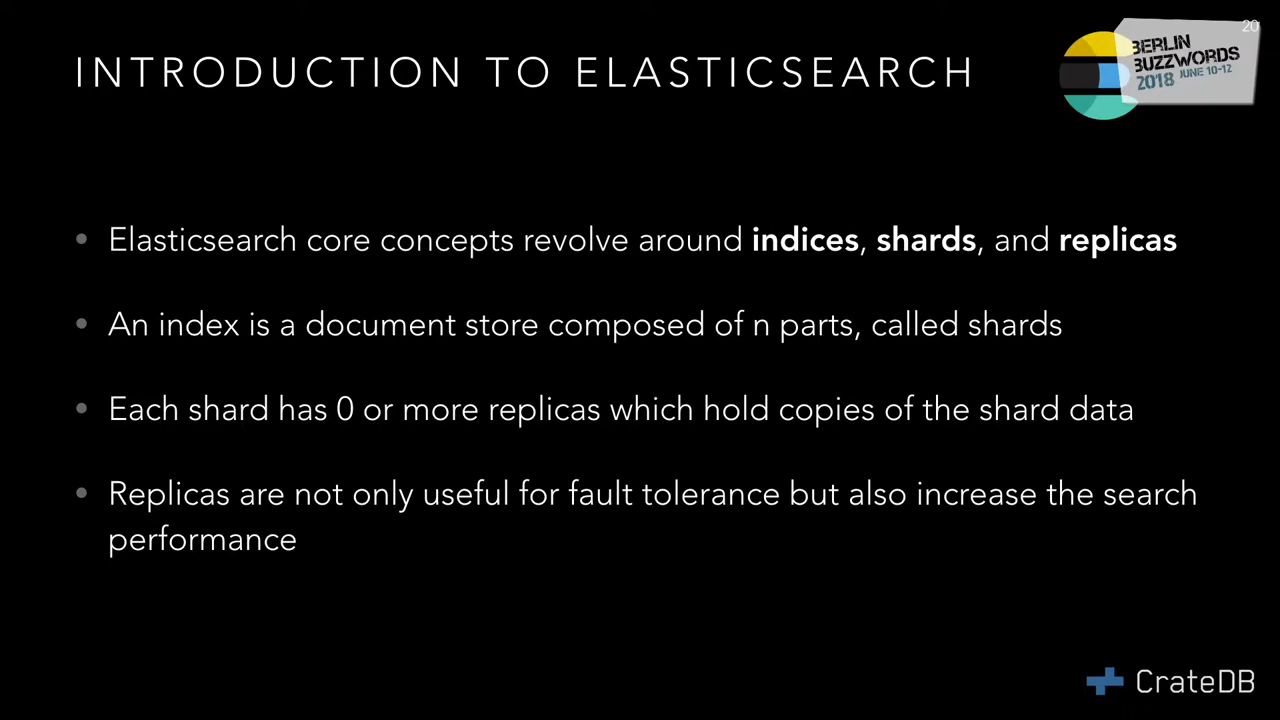 20
INTRODUCTION TO ELASTICSEARCH
BERLIN
BUZZWORDS
2018 JUNE 10-12
• Elasticsearch core concepts revolve around indices, shards, and replicas
• An index is a document store composed of n parts, called shards
• Each shard has 0 or more replicas which hold copies of the shard data
• Replicas are not only useful for fault tolerance but also increase the search
performance
CrateDB